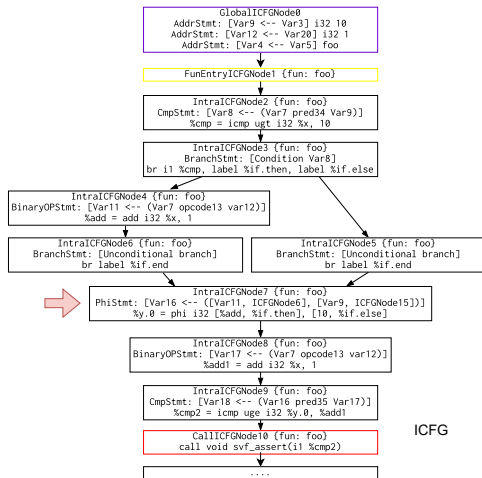 GlobalICFGNode0
AddrStmt: [Var9 <-- Var3] i32 10
AddrStmt: [Var12 <-- Var20] i32 1
AddrStmt: [Var4 <-- Var5] foo
FunEntryICFGNode1 {fun: foo}
IntraICFGNode2 {fun: foo}
CmpStmt: [Var8 <-- (Var7 pred34 Var9)]
%cmp = icmp ugt i32 %x, 10
IntraICFGNode3 {fun: foo}
BranchStmt: [Condition Var8]
br i1 %cmp, label %if.then, label %if.else
IntraICFGNode4 {fun: foo}
BinaryOPStmt: [Var11 <-- (Var7 opcode13 var12)]
%add = add i32 %x, 1
IntraICFGNode6 {fun: foo}
BranchStmt: [Unconditional branch]
br label %if.end
IntraICFGNode5 {fun: foo}
BranchStmt: [Unconditional branch]
br label %if.end
IntraICFGNode7 {fun: foo}
PhiStmt: [Var16 <-- ([Var11, ICFGNode6], [Var9, ICFGNode15])]
%y.0 = phi i32 [%add, %if.then], [10, %if.else]
IntraICFGNode8 {fun: foo}
BinaryOPStmt: [Var17 <-- (Var7 opcode13 var12)]
%add1 = add i32 %x, 1
IntraICFGNode9 {fun: foo}
CmpStmt: [Var18 <-- (Var16 pred35 Var17)]
%cmp2 = icmp uge i32 %y.0, %add1
ICFG
CallICFGNode10 {fun: foo}
call void svf_assert(i1 %cmp2)
....